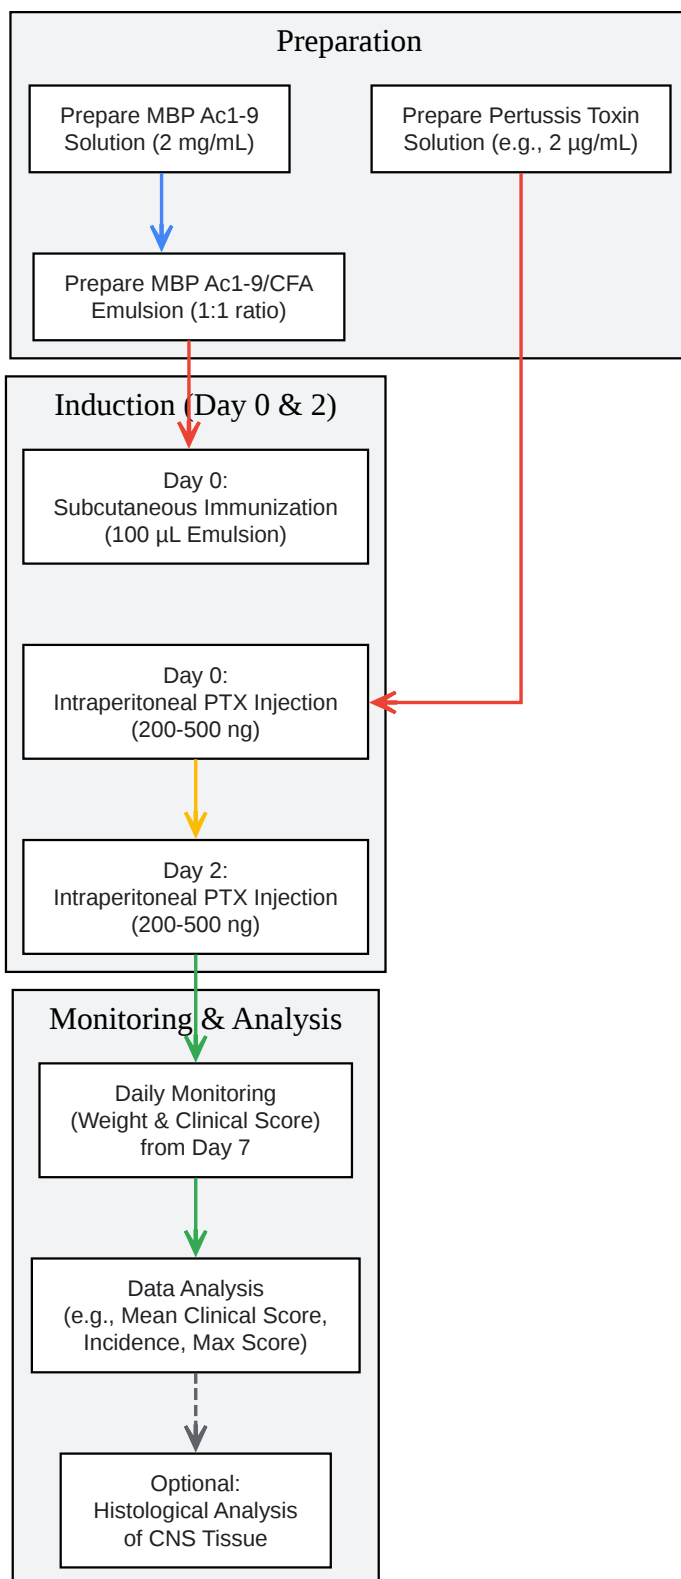 Preparation
Prepare MBP Ac1-9
Solution (2 mg/mL)
Prepare Pertussis Toxin
Solution (e.g., 2 µg/mL)
Prepare MBP Ac1-9/CFA
Emulsion (1:1 ratio)
Induction (Day 0 & 2)
Day 0:
Subcutaneous Immunization
(100 µL Emulsion)
Day 0:
Intraperitoneal PTX Injection
(200-500 ng)
Day 2:
Intraperitoneal PTX Injection
(200-500 ng)
Monitoring & Analysis
Daily Monitoring
(Weight & Clinical Score)
from Day 7
Data Analysis
(e.g., Mean Clinical Score,
Incidence, Max Score)
Optional:
Histological Analysis
of CNS Tissue